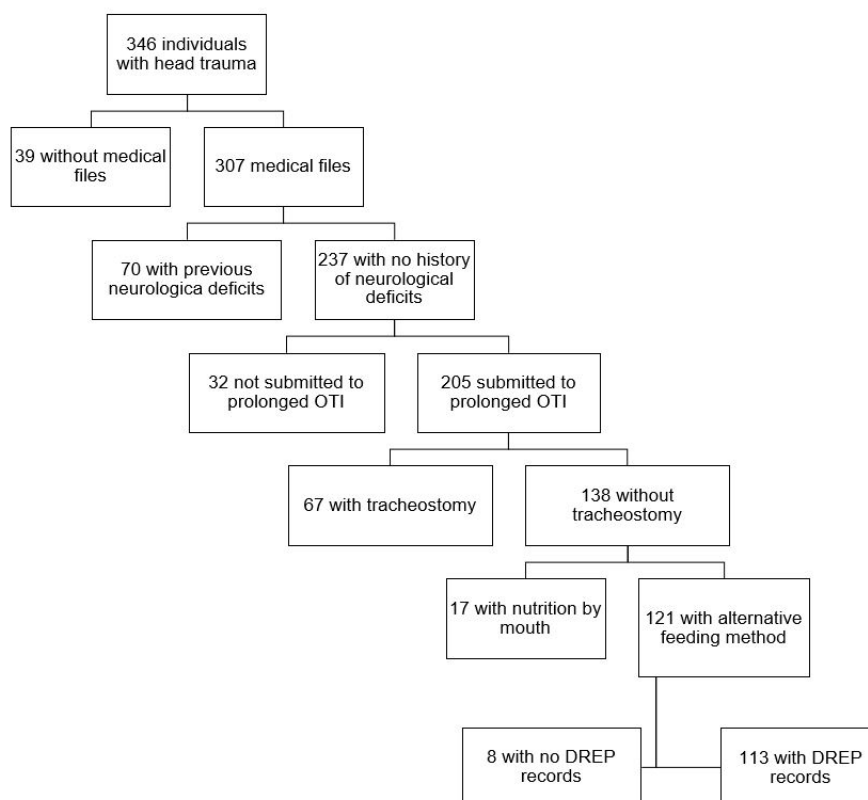 346 individuals
with head trauma
39 without medical
files
307 medical files
70 with previous
neurologica deficits
237 with no history
of neurological
deficits
32 not submitted to
prolonged OTI
205 submitted to
prolonged OTI
67 with tracheostomy
138 without
tracheostomy
17 with nutrition by
mouth
121 with alternative
feeding method
8 with no DREP
records
113 with DREP
records